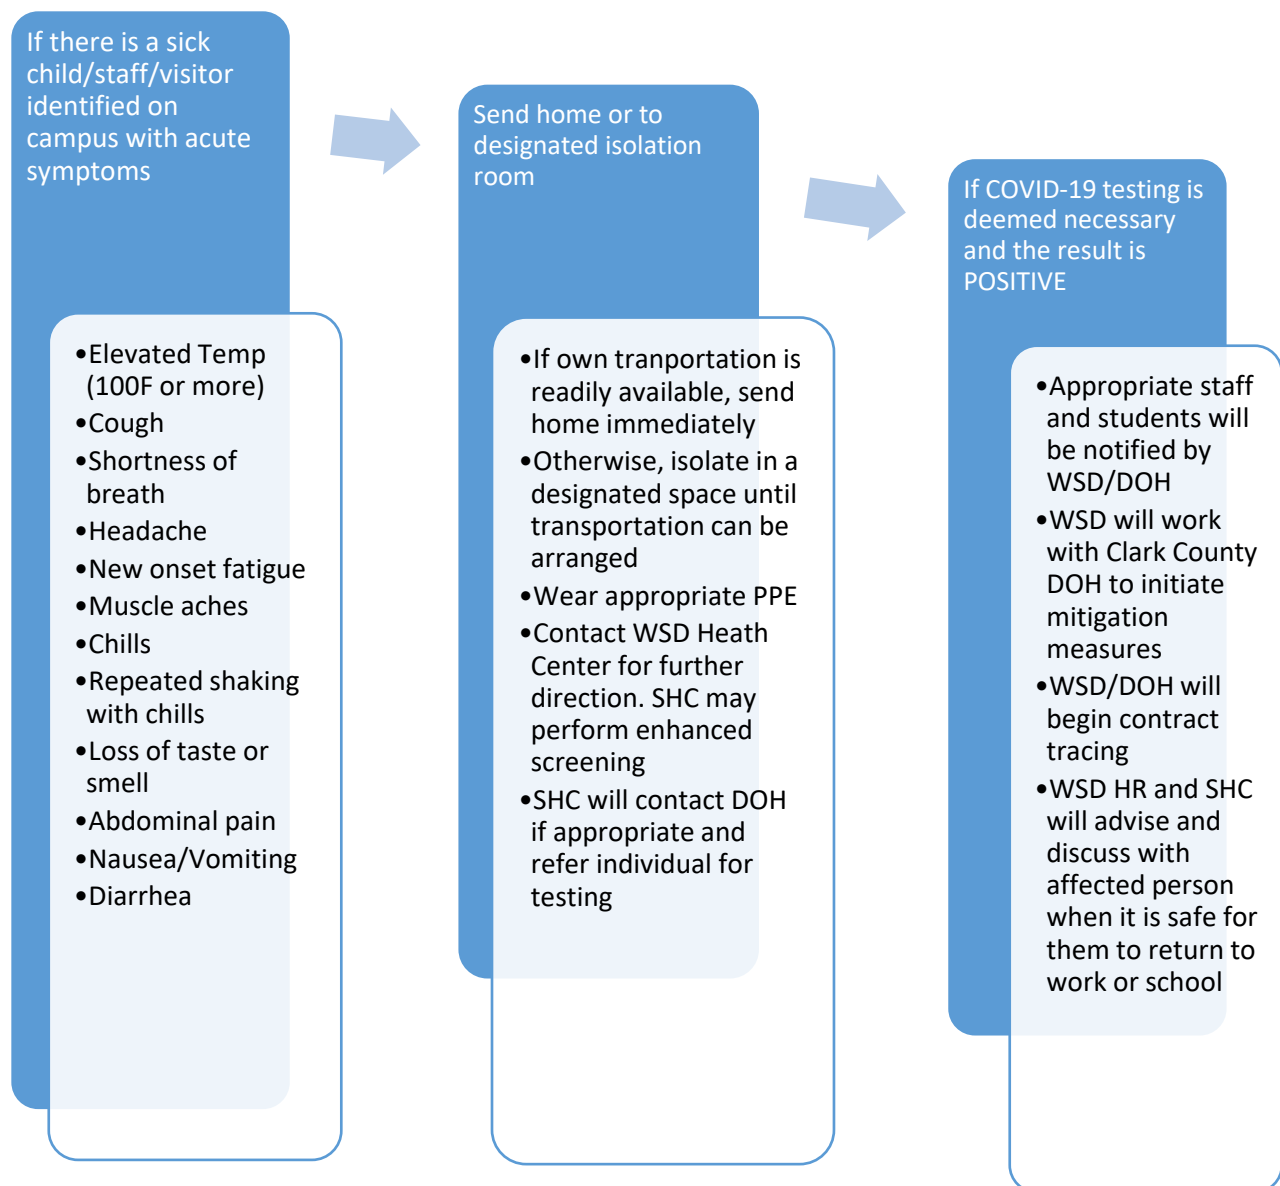 If there is a sick
child/staff/visitor
identified on
campus with acute
symptoms
•Elevated Temp
(100F or more)
•Cough
•Shortness of
breath
•Headache
•New onset fatigue
•Muscle aches
•Chills
•Repeated shaking
with chills
•Loss of taste or
smell
•Abdominal pain
•Nausea/Vomiting
•Diarrhea
Send home or to
designated isolation
room
•If own tranportation is
readily available, send
home immediately
•Otherwise, isolate in a
designated space until
transportation can be
arranged
•Wear appropriate PPE
•Contact WSD Heath
Center for further
direction. SHC may
perform enhanced
screening
•SHC will contact DOH
if appropriate and
refer individual for
testing
If COVID-19 testing is
deemed necessary
and the result is
POSITIVE
•Appropriate staff
and students will
be notified by
WSD/DOH
•WSD will work
with Clark County
DOH to initiate
mitigation
measures
•WSD/DOH will
begin contract
tracing
•WSD HR and SHC
will advise and
discuss with
affected person
when it is safe for
them to return to
work or school